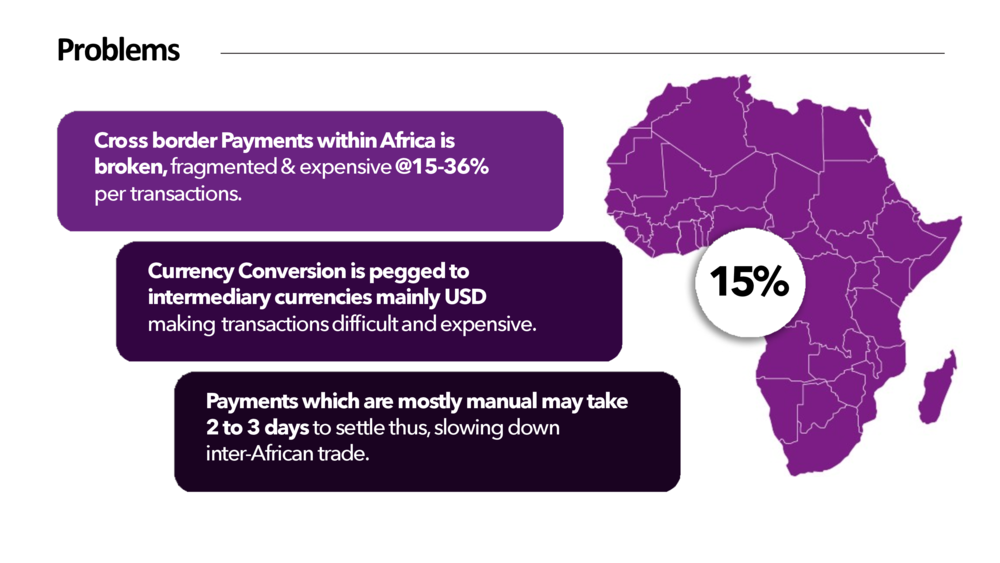 Problems
Cross border Payments within Africa is
broken, fragmented & expensive @15-36%
per transactions.
Currency Conversion is pegged to
intermediary currencies mainly USD
making transactions difficult and expensive.
Payments which are mostly manual may take
2 to 3 days to settle thus, slowing down
inter-African trade.
15%